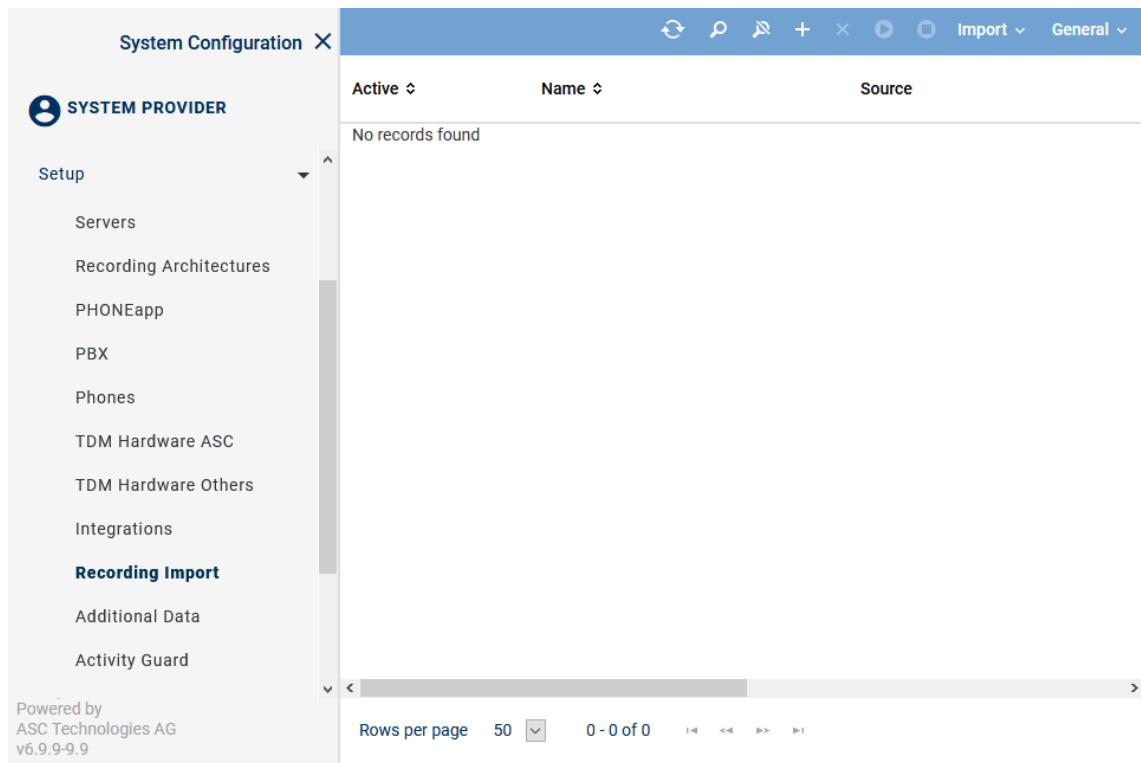 System Configuration
Import
General
SYSTEM PROVIDER
Active
Name
Source
No records found
Setup
Servers
Recording Architectures
PHONEapp
PBX
Phones
TDM Hardware ASC
TDM Hardware Others
Integrations
Recording Import
Additional Data
Activity Guard
Powered by
ASC Technologies AG
v6.9.9-9.9
Rows per page 50 0 - 0 of 0